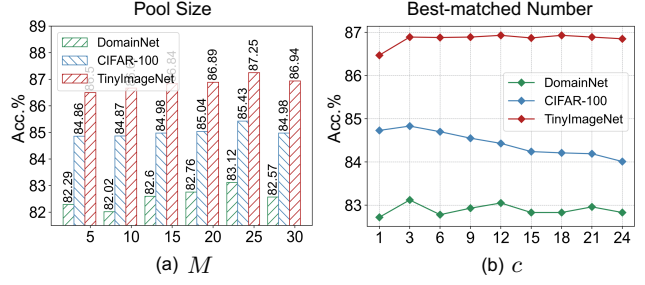 Pool Size
Acc.%
89
88
87
86
85
84
83
82
DomainNet
CIFAR-100
TinyImageNet
82.29
84.86
82.02
84.87
82.6
84.98
82.76
85.04
86.89
83.12
85.43
87.25
82.57
84.98
86.94
5 10 15 20 25 30
(a) M
Best-matched Number
Acc.%
87
86
85
84
83
DomainNet
CIFAR-100
TinyImageNet
1 3 6 9 12 15 18 21 24
(b) c